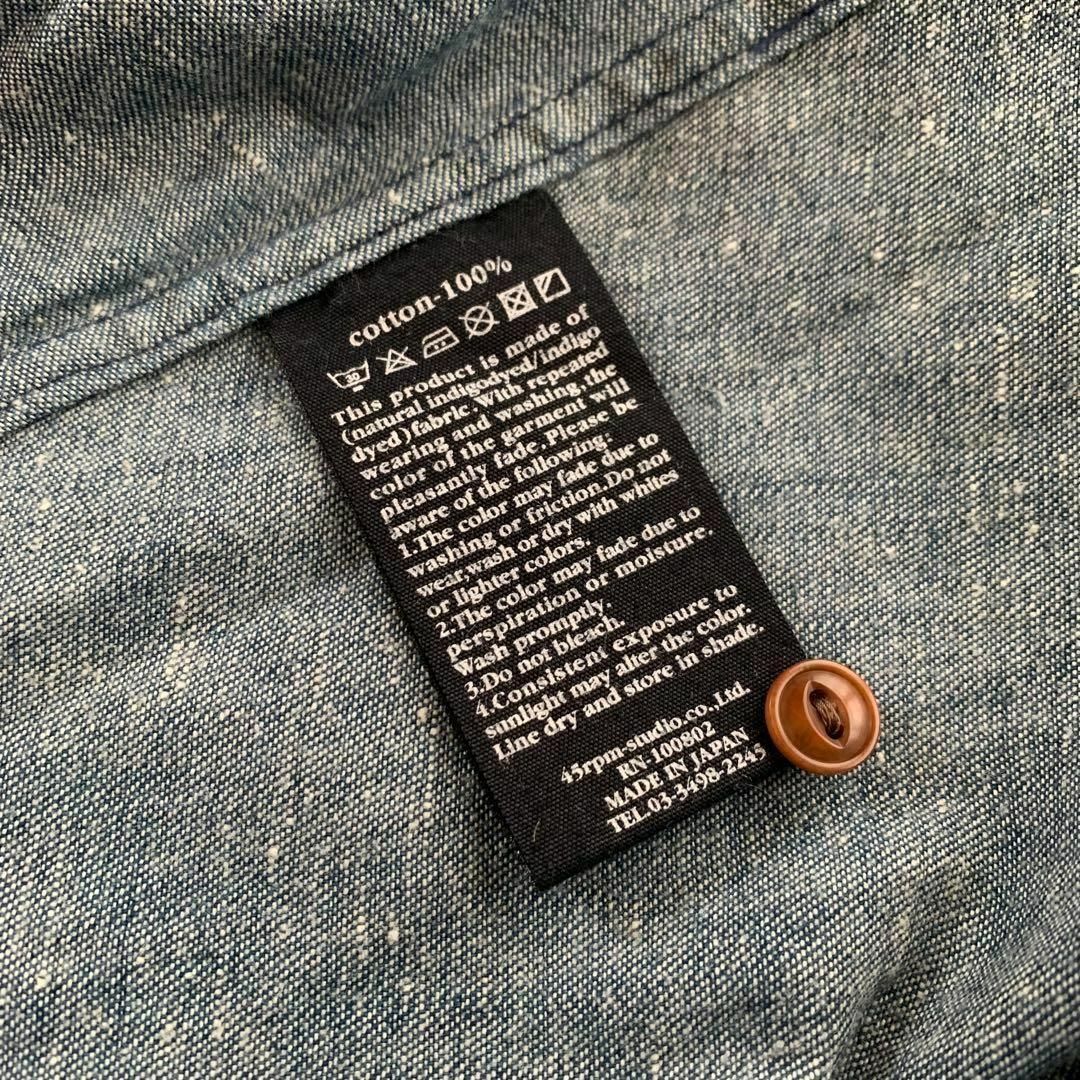 cotton-100%
30
This product is made of
(natural indigodyed/indigo
dyed)fabric.With repeated
wearing and washing,the
color of the garment will
pleasantly fade.Please be
aware of the following:
1.The color may fade due to
washing or friction.Do not
wear,wash or dry with whites
or lighter colors.
2.The color may fade due to
perspiration or moisture.
Wash promptly.
3.Do not bleach.
4.Consistent exposure to
sunlight may alter the color.
Line dry and store in shade.
45rpm-studio.co.,Ltd.
RN-100802
MADE IN JAPAN
TEL.03-3498-2245